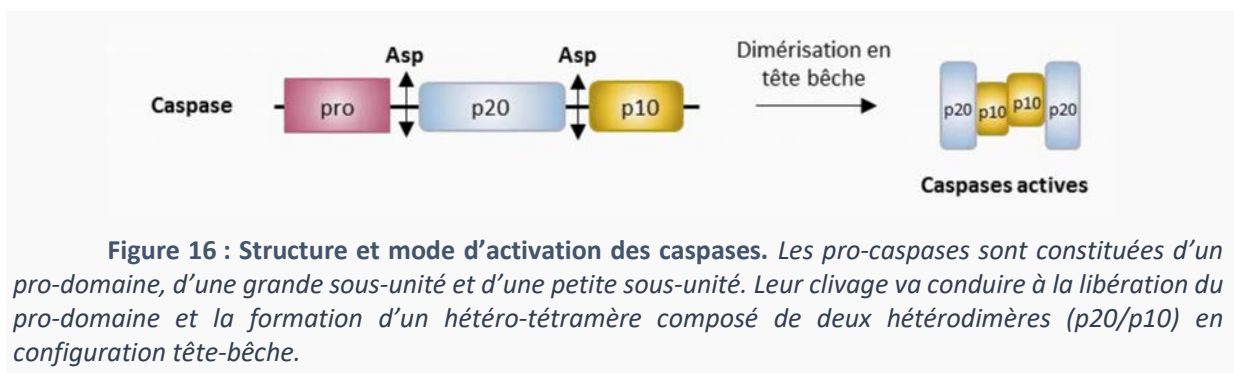 Asp
Asp
Dimérisation en
tête bêche
Caspase
pro
p20
p10
p20
p10
p10
p20
Caspases actives
Figure 16 : Structure et mode d’activation des caspases. Les pro-caspases sont constituées d’un
pro-domaine, d’une grande sous-unité et d’une petite sous-unité. Leur clivage va conduire à la libération du
pro-domaine et la formation d’un hétéro-tétramère composé de deux hétérodimères (p20/p10) en
configuration tête-bêche.